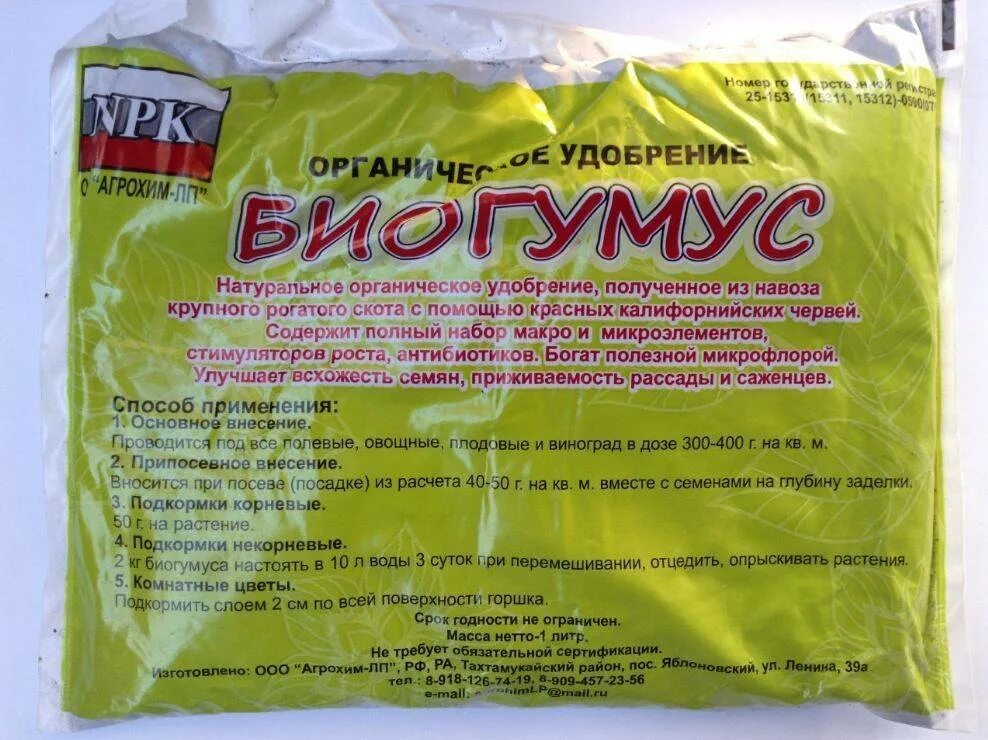 Номер государственной регистра
NPK
О "АГРОХИМ-ЛП"
ОРГАНИЧЕСКОЕ УДОБРЕНИЕ
БИОГУМУС
Натуральное органическое удобрение, полученное из навоза
крупного рогатого скота с помощью красных калифорнийских червей.
Содержит полный набор макро и микроэлементов,
стимуляторов роста, антибиотиков. Богат полезной микрофлорой.
Улучшает всхожесть семян, приживаемость рассады и саженцев.
Способ применения:
1. Основное внесение.
Проводится под все полевые, овощные, плодовые и виноград в дозе 300-400 г. на кв. м.
2. Припосевное внесение.
Вносится при посеве (посадке) из расчета 40-50 г. на кв. м. вместе с семенами на глубину заделки.
3. Подкормки корневые.
50 г. на растение.
4. Подкормки некорневые.
2 кг биогумуса настоять в 10 л воды 3 суток при перемешивании, отцедить, опрыскивать растения.
5. Комнатные цветы.
Подкормить слоем 2 см по всей поверхности горшка.
Срок годности не ограничен.
Масса нетто-1 литр.
Не требует обязательной сертификации.
Изготовлено: ООО "Агрохим-ЛП", РФ, РА, Тахтамукайский район, пос. Яблоновский, ул. Ленина, 39а
тел.: 8-918-126-74-19, 8-909-457-23-56
e-mail: